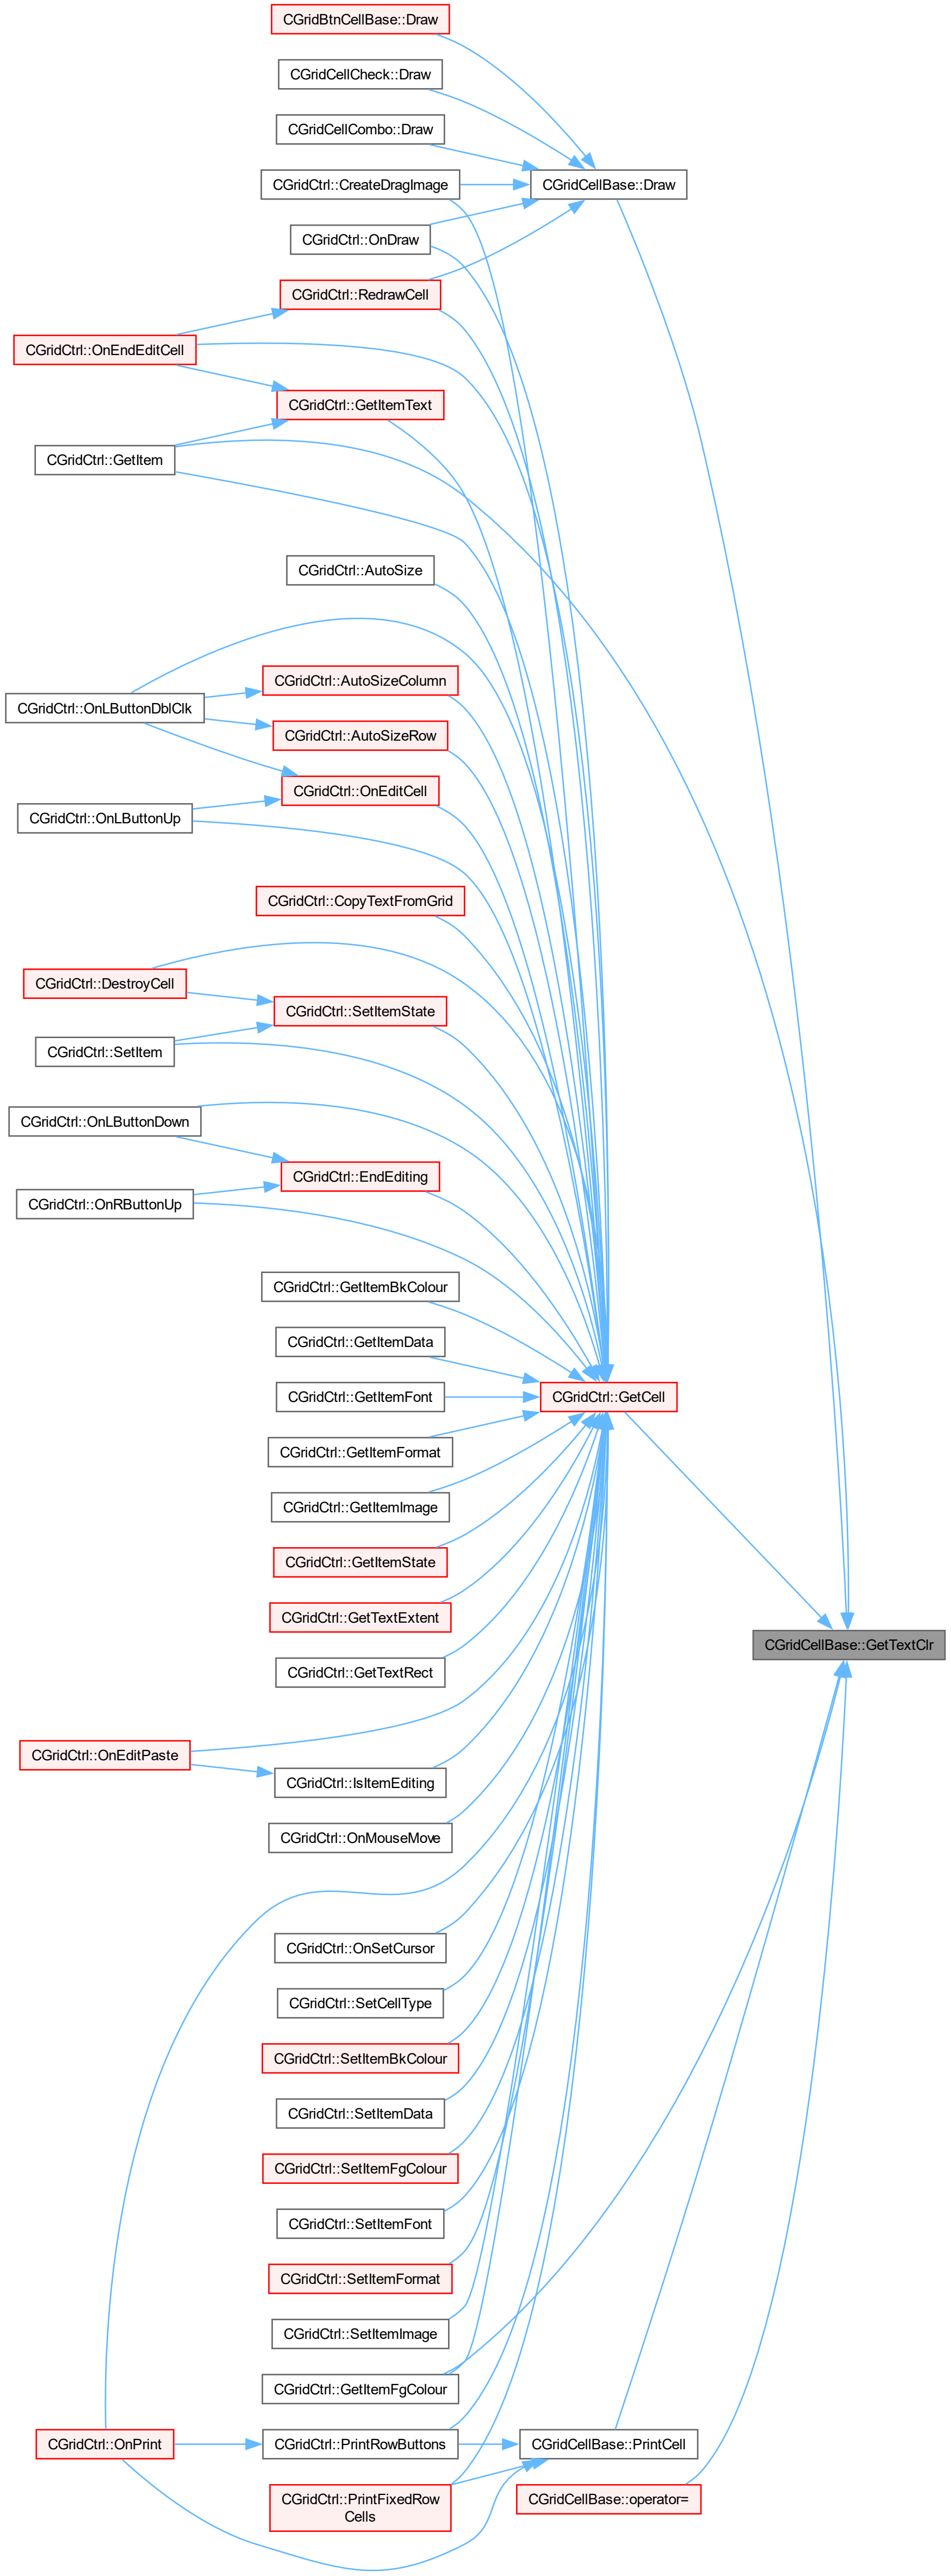 CGridBtnCellBase::Draw
CGridCellCheck::Draw
CGridCellCombo::Draw
CGridCtrl::CreateDragImage
CGridCellBase::Draw
CGridCtrl::OnDraw
CGridCtrl::RedrawCell
CGridCtrl::OnEndEditCell
CGridCtrl::GetItemText
CGridCtrl::GetItem
CGridCtrl::AutoSize
CGridCtrl::AutoSizeColumn
CGridCtrl::OnLButtonDblClk
CGridCtrl::AutoSizeRow
CGridCtrl::OnEditCell
CGridCtrl::OnLButtonUp
CGridCtrl::CopyTextFromGrid
CGridCtrl::DestroyCell
CGridCtrl::SetItemState
CGridCtrl::SetItem
CGridCtrl::OnLButtonDown
CGridCtrl::EndEditing
CGridCtrl::OnRButtonUp
CGridCtrl::GetItemBkColour
CGridCtrl::GetItemData
CGridCtrl::GetItemFont
CGridCtrl::GetCell
CGridCtrl::GetItemFormat
CGridCtrl::GetItemImage
CGridCtrl::GetItemState
CGridCtrl::GetTextExtent
CGridCellBase::GetTextClr
CGridCtrl::GetTextRect
CGridCtrl::OnEditPaste
CGridCtrl::IsItemEditing
CGridCtrl::OnMouseMove
CGridCtrl::OnSetCursor
CGridCtrl::SetCellType
CGridCtrl::SetItemBkColour
CGridCtrl::SetItemData
CGridCtrl::SetItemFgColour
CGridCtrl::SetItemFont
CGridCtrl::SetItemFormat
CGridCtrl::SetItemImage
CGridCtrl::GetItemFgColour
CGridCtrl::OnPrint
CGridCtrl::PrintRowButtons
CGridCellBase::PrintCell
CGridCtrl::PrintFixedRow
Cells
CGridCellBase::operator=